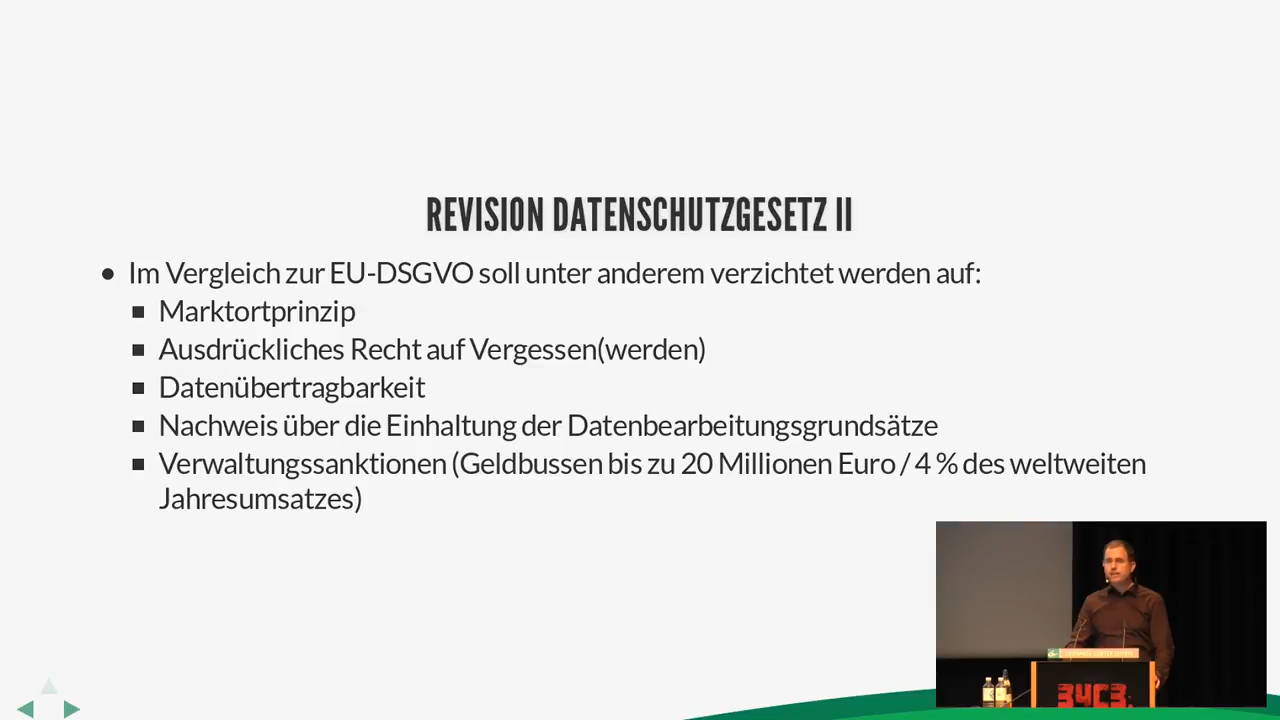 REVISION DATENSCHUTZGESETZ II
Im Vergleich zur EU-DSGVO soll unter anderem verzichtet werden auf:
Marktortprinzip
Ausdrückliches Recht auf Vergessen(werden)
Datenübertragbarkeit
Nachweis über die Einhaltung der Datenbearbeitungsgrundsätze
Verwaltungssanktionen (Geldbussen bis zu 20 Millionen Euro / 4 % des weltweiten
Jahresumsatzes)
34C3